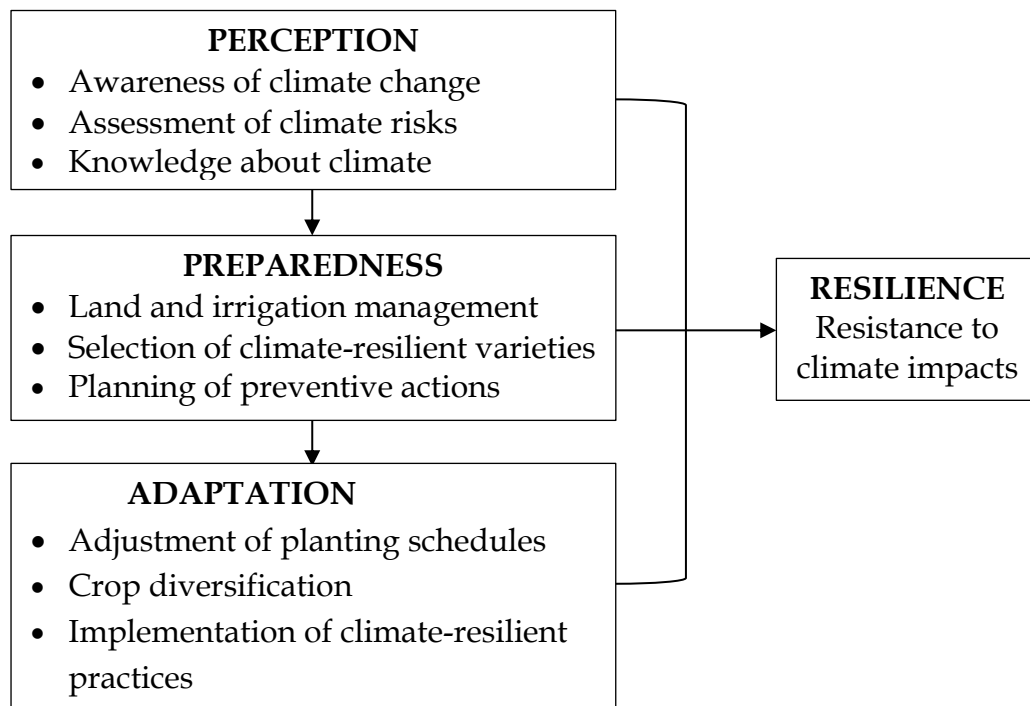 PERCEPTION
• Awareness of climate change
• Assessment of climate risks
• Knowledge about climate
PREPAREDNESS
• Land and irrigation management
• Selection of climate-resilient varieties
• Planning of preventive actions
ADAPTATION
• Adjustment of planting schedules
• Crop diversification
• Implementation of climate-resilient
practices
RESILIENCE
Resistance to
climate impacts